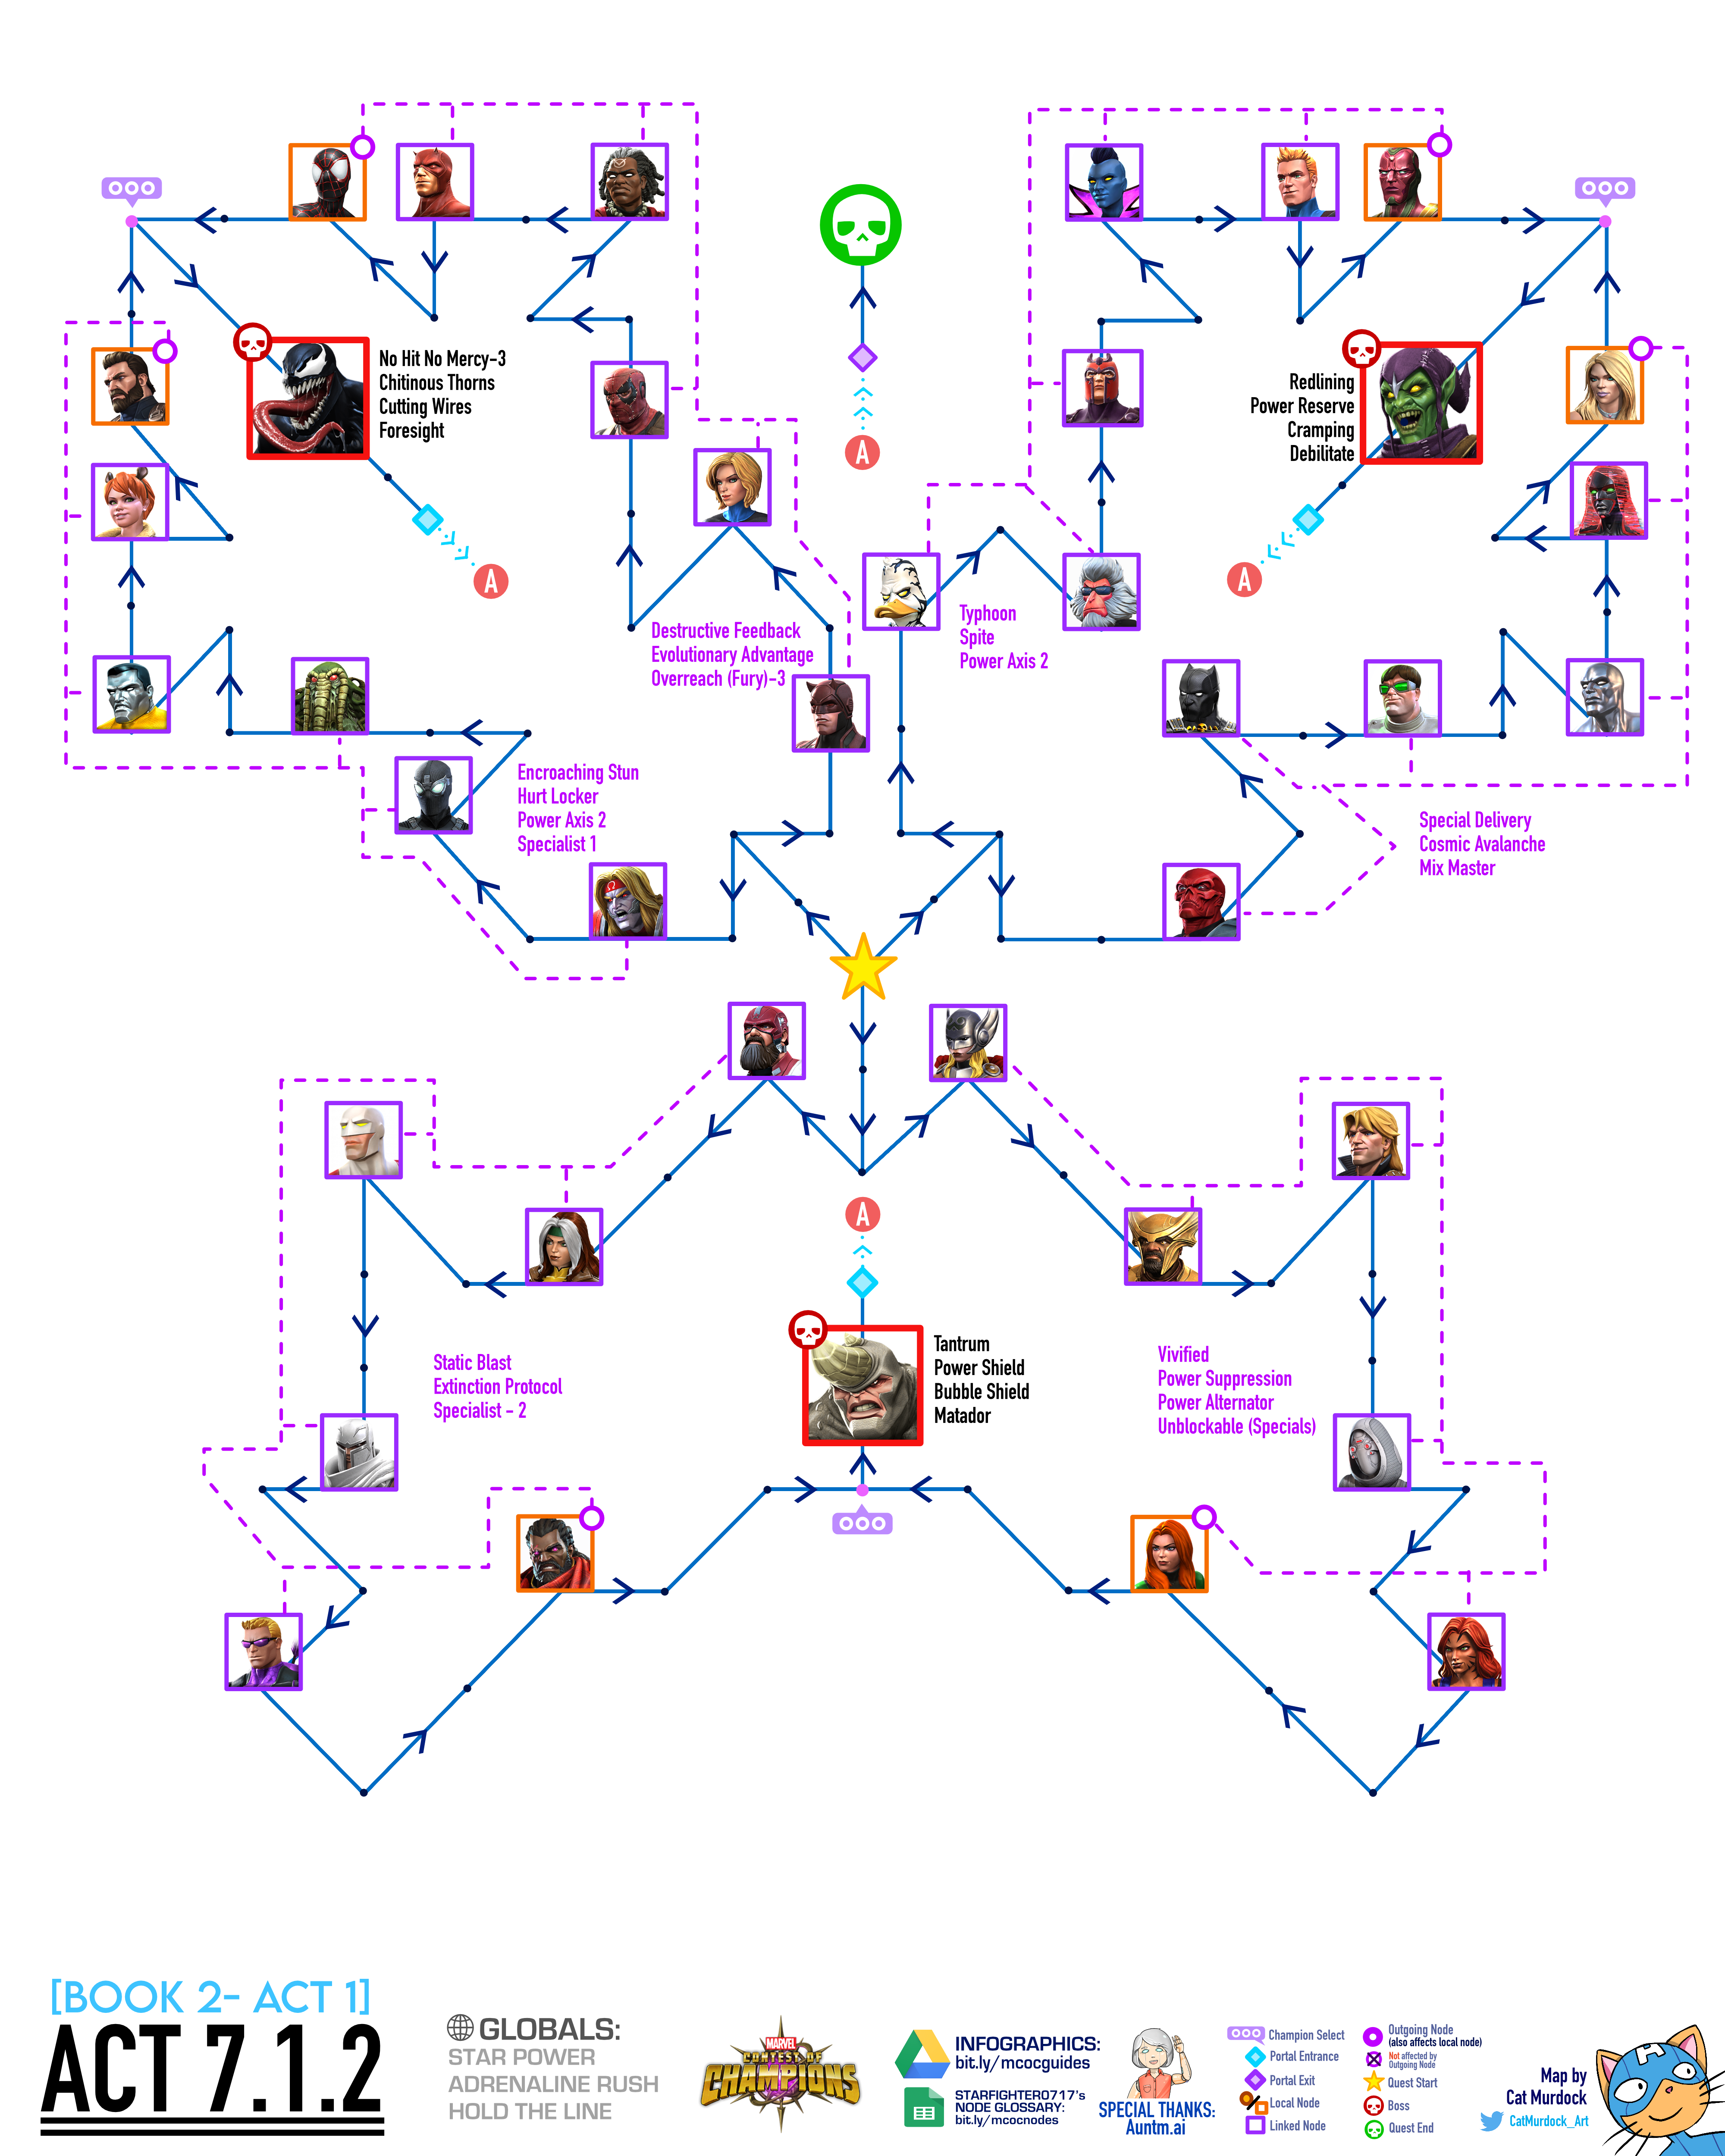 No Hit No Mercy-3
Chitinous Thorns
Cutting Wires
Foresight
A
Redlining
Power Reserve
Cramping
Debilitate
A
A
Destructive Feedback
Evolutionary Advantage
Overreach (Fury)-3
Typhoon
Spite
Power Axis 2
Encroaching Stun
Hurt Locker
Power Axis 2
Specialist 1
Special Delivery
Cosmic Avalanche
Mix Master
A
Static Blast
Extinction Protocol
Specialist - 2
Tantrum
Power Shield
Bubble Shield
Matador
Vivified
Power Suppression
Power Alternator
Unblockable (Specials)
[BOOK 2- ACT 1]
ACT 7.1.2
GLOBALS:
STAR POWER
ADRENALINE RUSH
HOLD THE LINE
MARVEL
CONTEST OF
CHAMPIONS
INFOGRAPHICS:
bit.ly/mcocguides
STARFIGHTER0717's
NODE GLOSSARY:
bit.ly/mcocnodes
SPECIAL THANKS:
Auntm.ai
Champion Select
Portal Entrance
Portal Exit
Local Node
Linked Node
Outgoing Node
(also affects local node)
Not affected by
Outgoing Node
Quest Start
Boss
Quest End
Map by
Cat Murdock
CatMurdock_Art
A